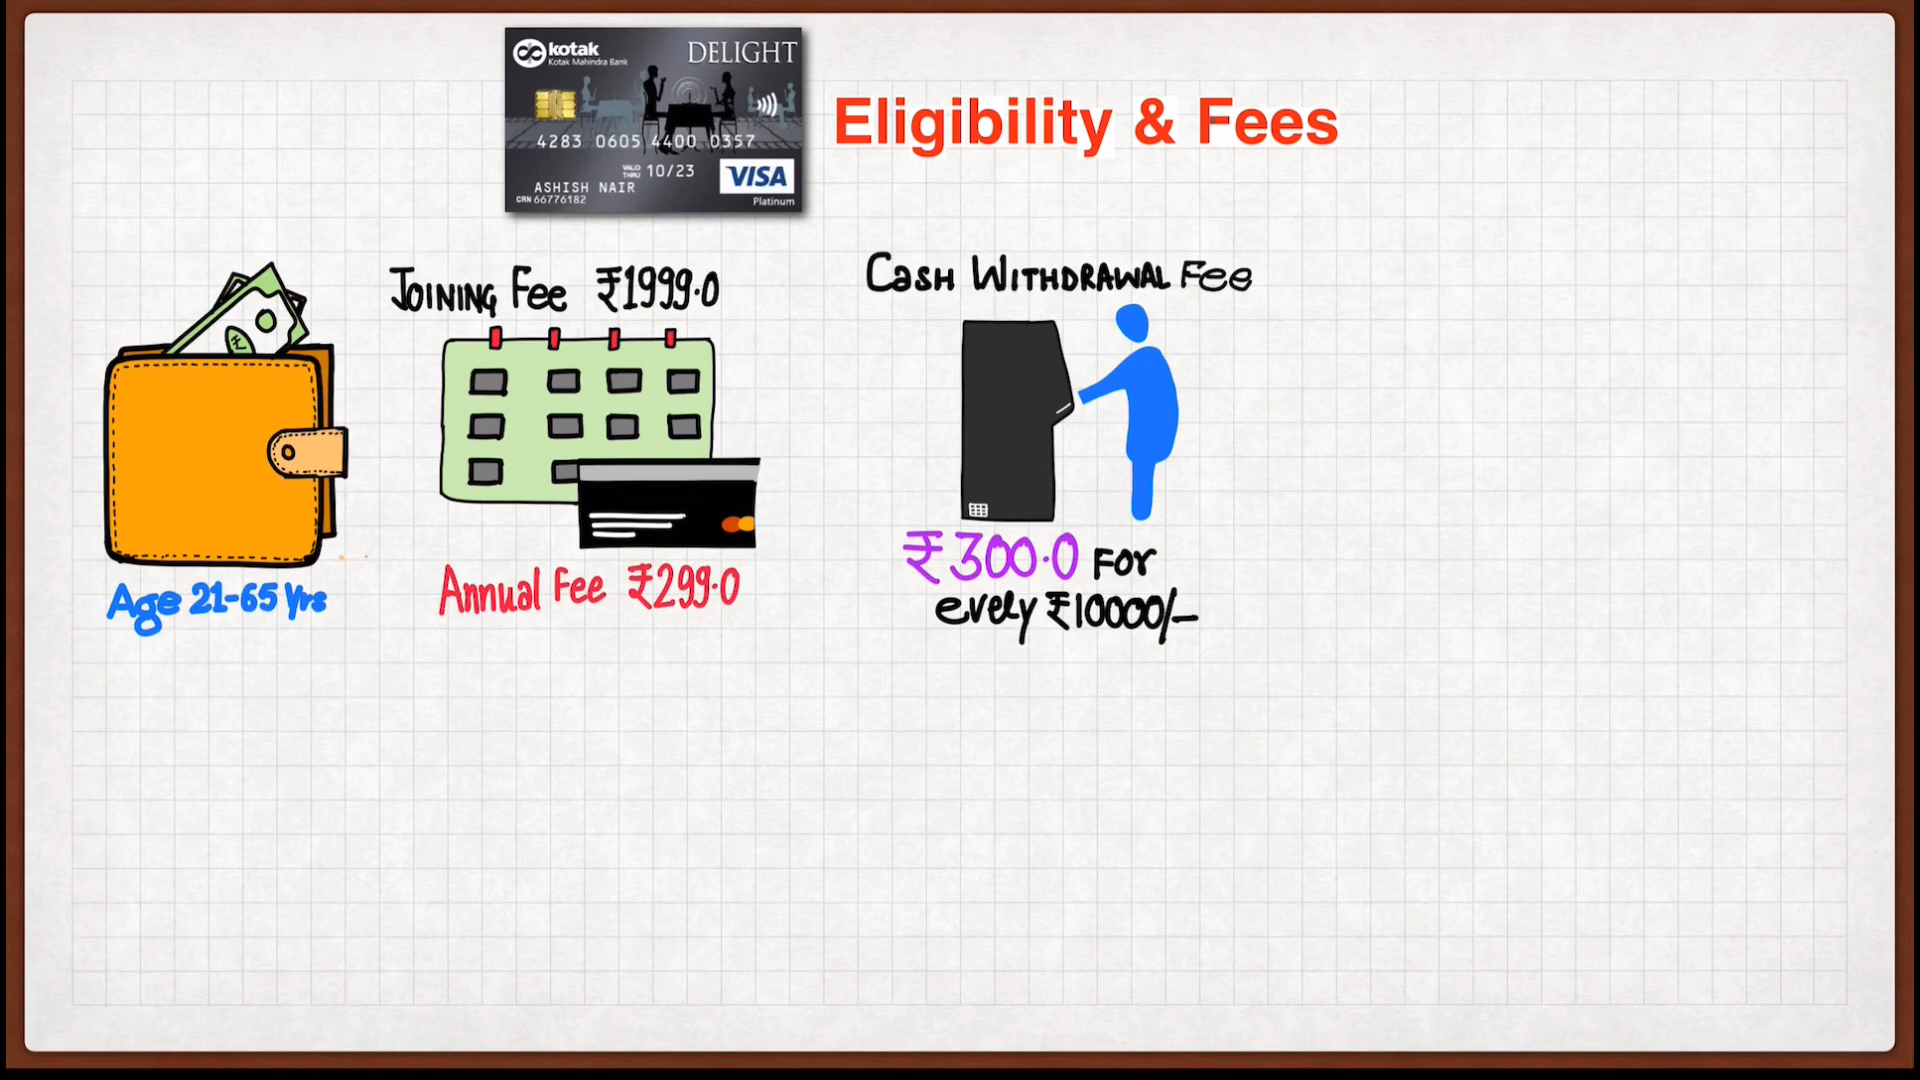 kotak
Kotak Mahindra Bank
DELIGHT
4283 0605 4400 0357
VALID THRU 10/23
ASHISH NAIR
CRN 66776182
VISA
Platinum
Eligibility & Fees
Age 21-65 Yrs
JOINING Fee ₹1999.0
Annual Fee ₹299.0
CASH WITHDRAWAL Fee
₹300.0 FOR
every ₹10000/-